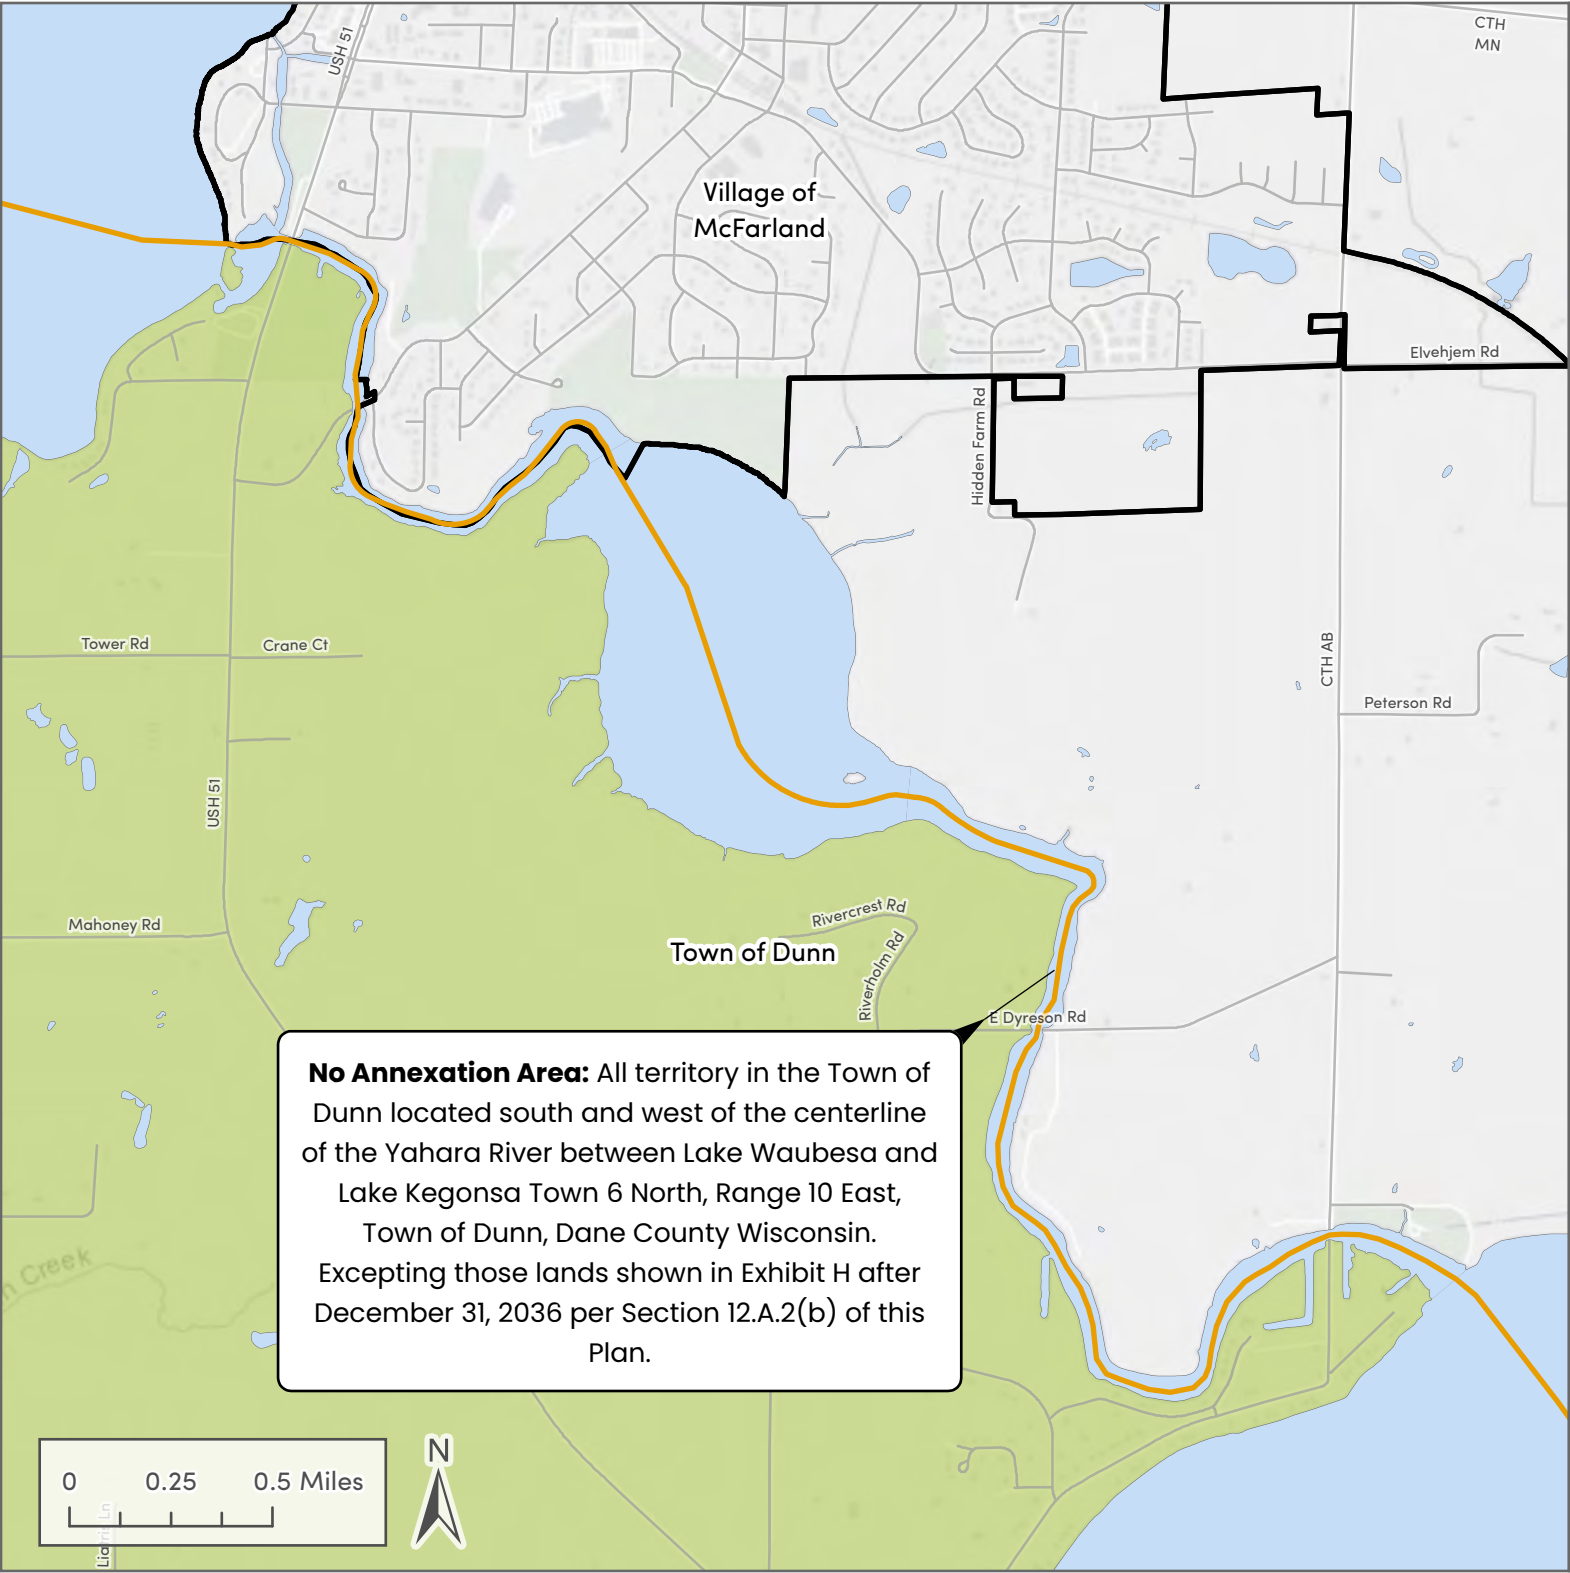 CTH
MN
USH 51
Village of
McFarland
Elvehjem Rd
Hidden Farm Rd
Tower Rd
Crane Ct
CTH AB
Peterson Rd
USH 51
Mahoney Rd
Rivercrest Rd
Town of Dunn
Riverholm Rd
E Dyreson Rd
No Annexation Area: All territory in the Town of
Dunn located south and west of the centerline
of the Yahara River between Lake Waubesa and
Lake Kegonsa Town 6 North, Range 10 East,
Town of Dunn, Dane County Wisconsin.
Excepting those lands shown in Exhibit H after
December 31, 2036 per Section 12.A.2(b) of this
Plan.
n Creek
N
0 0.25 0.5 Miles
Liatris Ln